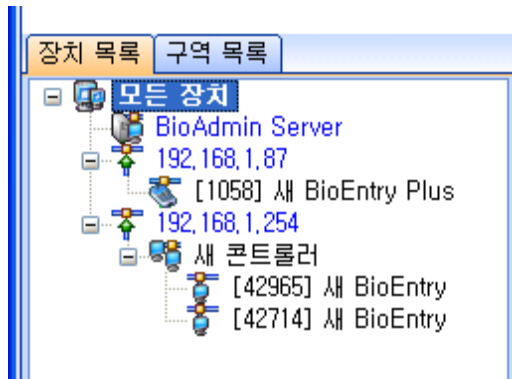 장치 목록 구역 목록
모든 장치
BioAdmin Server
192,168,1,87
[1058] 새 BioEntry Plus
192,168,1,254
새 콘트롤러
[42965] 새 BioEntry
[42714] 새 BioEntry